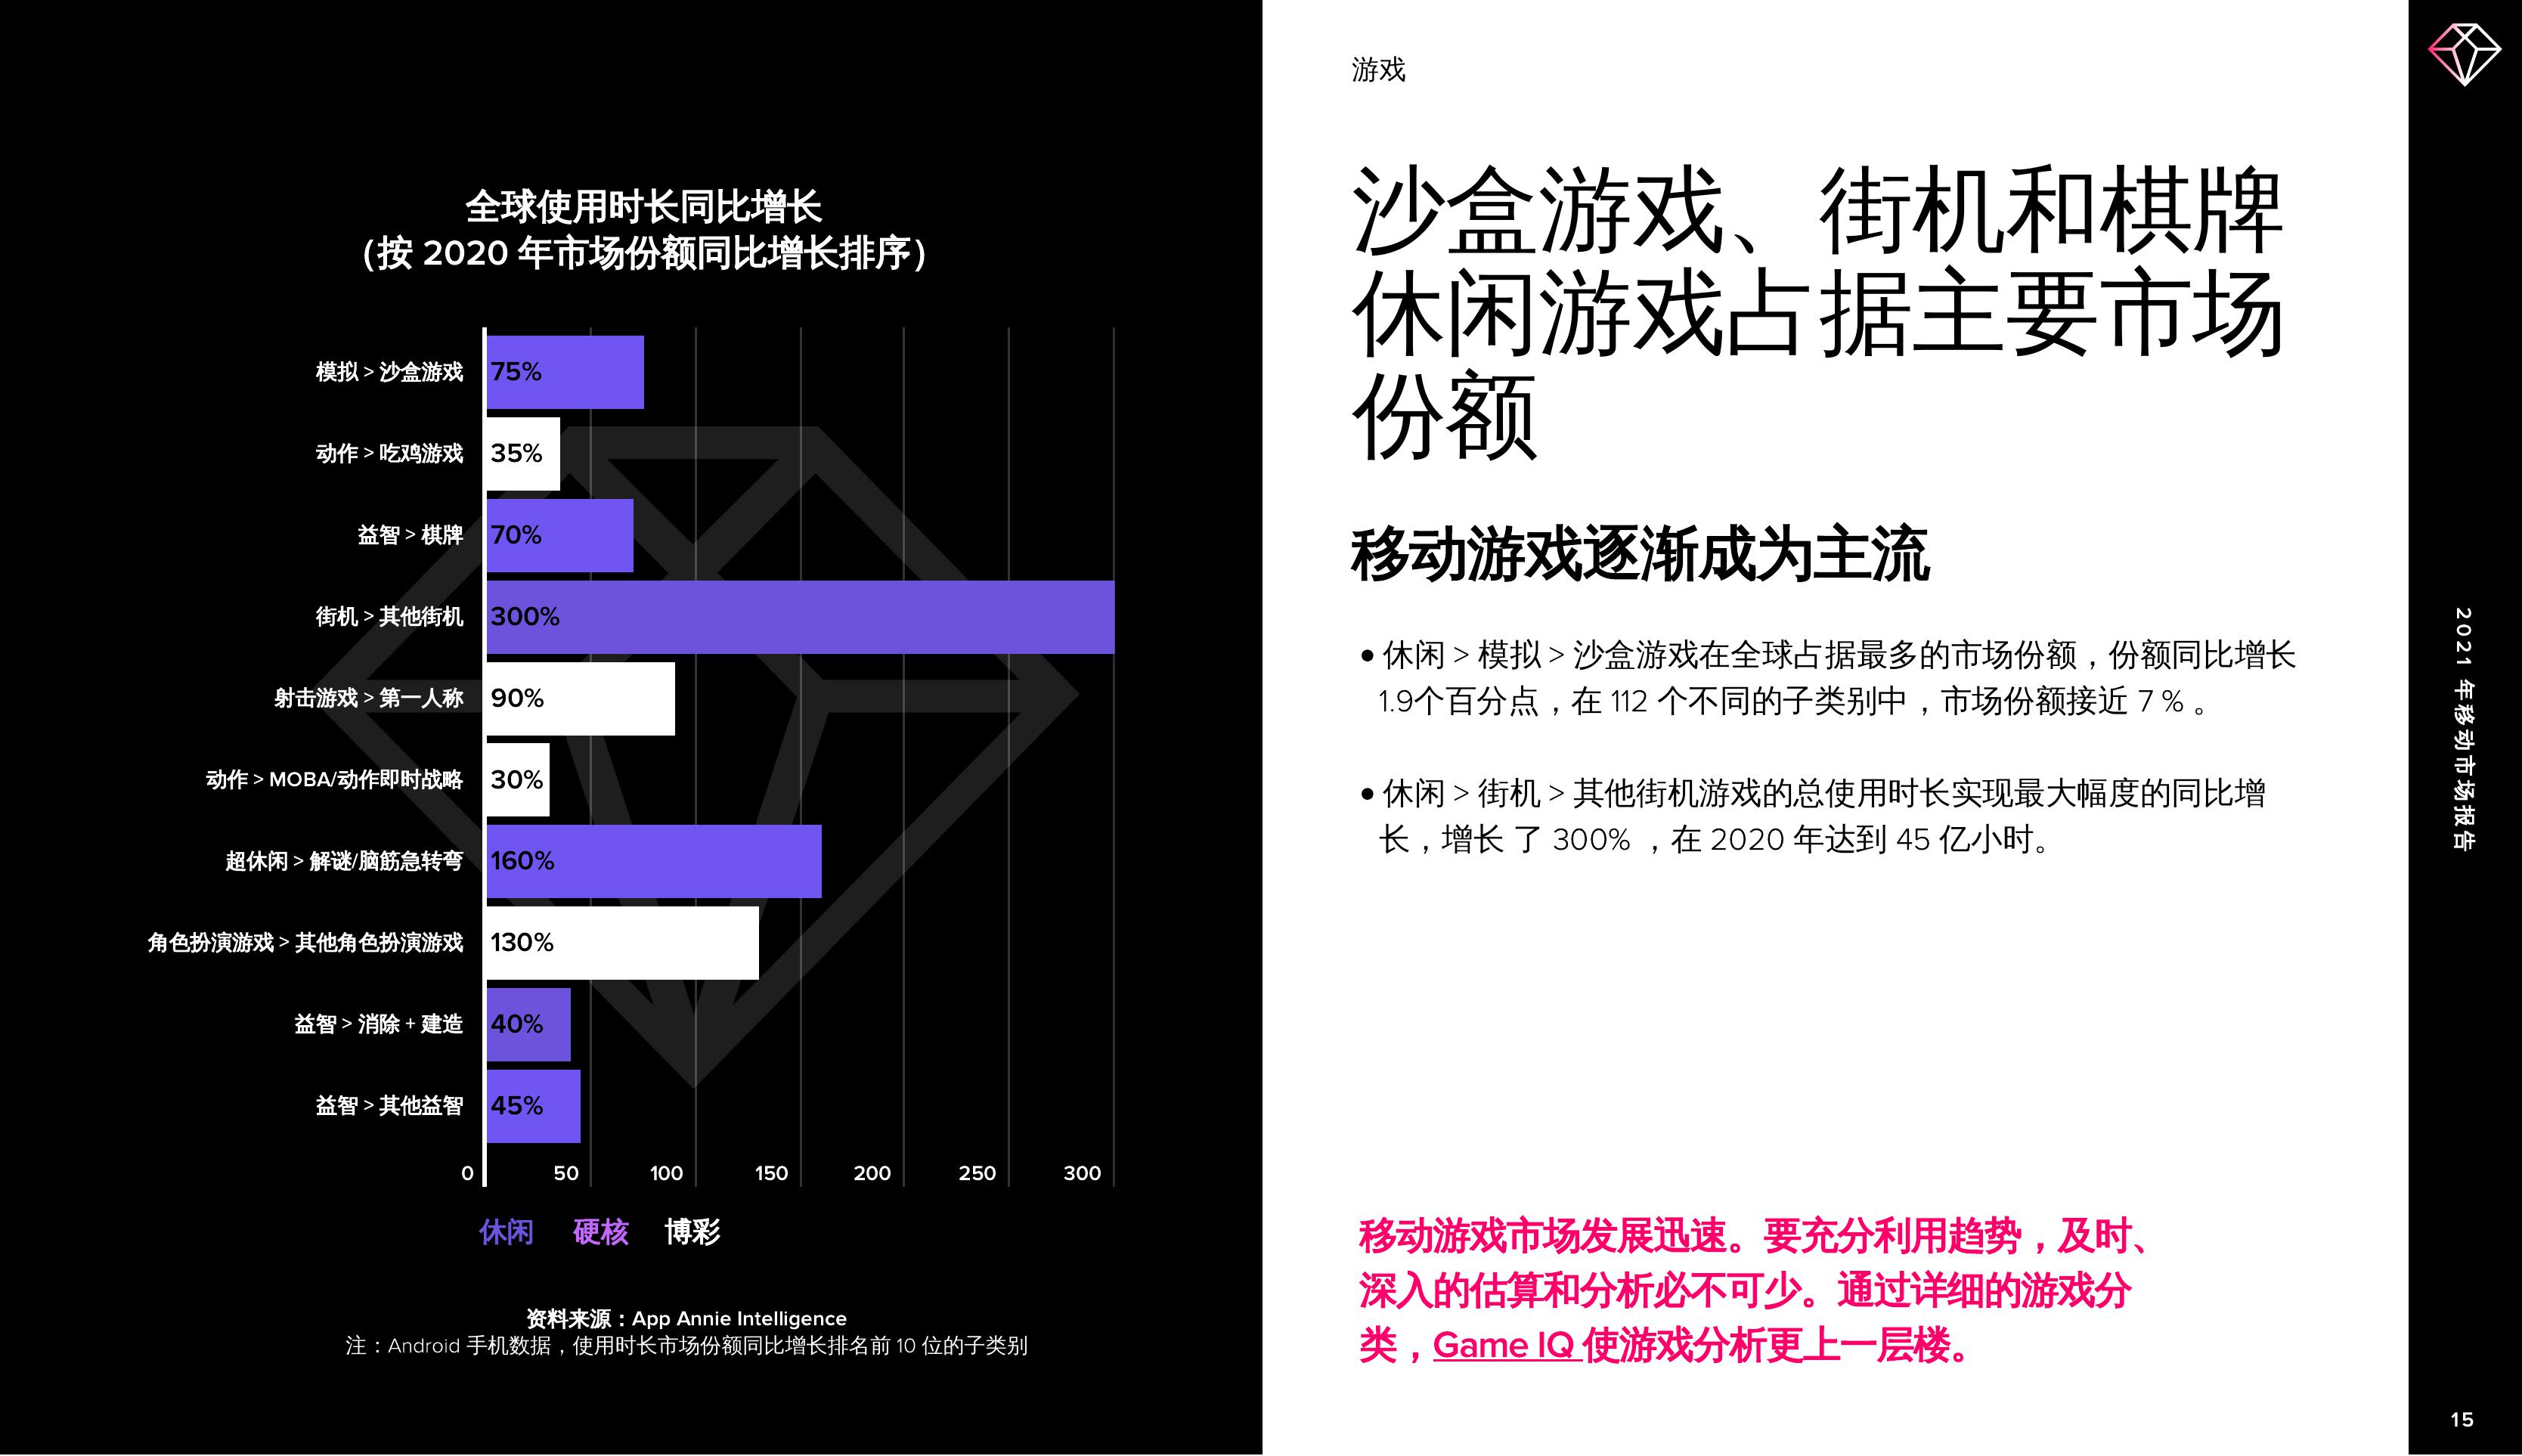 全球使用时长同比增长
（按 2020 年市场份额同比增长排序）
模拟 > 沙盒游戏 75%
动作 > 吃鸡游戏 35%
益智 > 棋牌 70%
街机 > 其他街机 300%
射击游戏 > 第一人称 90%
动作 > MOBA/动作即时战略 30%
超休闲 > 解谜/脑筋急转弯 160%
角色扮演游戏 > 其他角色扮演游戏 130%
益智 > 消除 + 建造 40%
益智 > 其他益智 45%
0 50 100 150 200 250 300
休闲 硬核 博彩
资料来源：App Annie Intelligence
注：Android 手机数据，使用时长市场份额同比增长排名前 10 位的子类别
游戏
沙盒游戏、街机和棋牌
休闲游戏占据主要市场
份额
移动游戏逐渐成为主流
• 休闲 > 模拟 > 沙盒游戏在全球占据最多的市场份额，份额同比增长
1.9个百分点，在 112 个不同的子类别中，市场份额接近 7 % 。
• 休闲 > 街机 > 其他街机游戏的总使用时长实现最大幅度的同比增
长，增长 了 300% ，在 2020 年达到 45 亿小时。
移动游戏市场发展迅速。要充分利用趋势，及时、
深入的估算和分析必不可少。通过详细的游戏分
类，Game IQ 使游戏分析更上一层楼。
2021 年移动市场报告
15